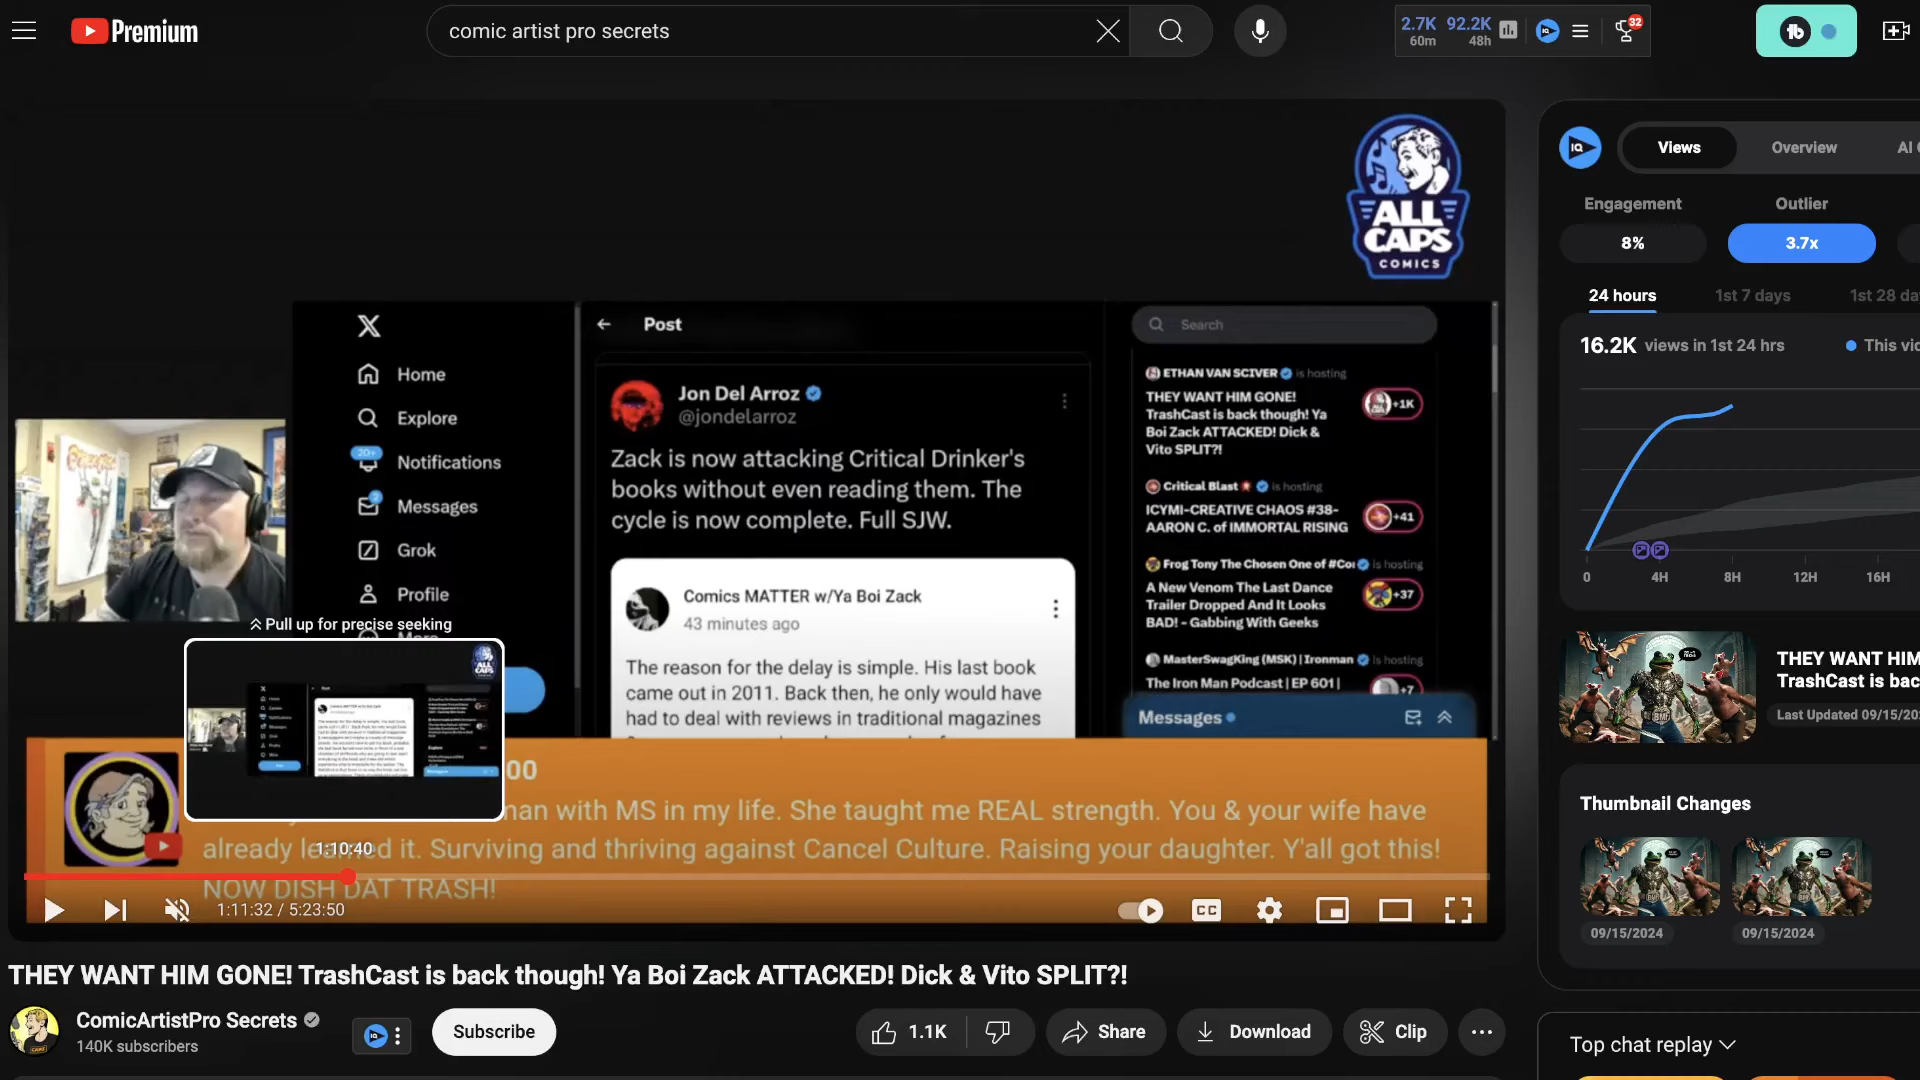 Premium
comic artist pro secrets
2.7K
60m
92.2K
48h
32
ALL
CAPS
COMICS
IQ
Views
Overview
AI
Engagement
Outlier
8%
3.7x
24 hours
1st 7 days
1st 28
16.2K views in 1st 24 hrs
This
0
4H
8H
12H
16H
X
Home
Explore
20+
Notifications
Messages
Grok
Profile
Post
Jon Del Arroz
@jondelarroz
Zack is now attacking Critical Drinker's
books without even reading them. The
cycle is now complete. Full SJW.
Comics MATTER w/Ya Boi Zack
43 minutes ago
The reason for the delay is simple. His last book
came out in 2011. Back then, he only would have
had to deal with reviews in traditional magazines
Search
ETHAN VAN SCIVER is hosting
THEY WANT HIM GONE!
TrashCast is back though! Ya
Boi Zack ATTACKED! Dick &
Vito SPLIT?!
+1K
Critical Blast is hosting
ICYMI-CREATIVE CHAOS #38-
AARON C. of IMMORTAL RISING
+41
Frog Tony The Chosen One of is hosting
A New Venom The Last Dance
Trailer Dropped And It Looks
BAD! - Gabbing With Geeks
+37
MasterSwagKing (MSK) | Ironman is hosting
The Iron Man Podcast | EP 601 |
+7
Messages
Pull up for precise seeking
00
man with MS in my life. She taught me REAL strength. You & your wife have
already it. Surviving and thriving against Cancel Culture. Raising your daughter. Y'all got this!
1:10:40
NOW DISH DAT TRASH!
1:11:32 / 5:23:50
CC
THEY WANT HIM
TrashCast is
Last Updated
Thumbnail Changes
09/15/2024
09/15/2024
THEY WANT HIM GONE! TrashCast is back though! Ya Boi Zack ATTACKED! Dick & Vito SPLIT?!
ComicArtistPro Secrets
140K subscribers
IQ
Subscribe
1.1K
Share
Download
Clip
Top chat replay